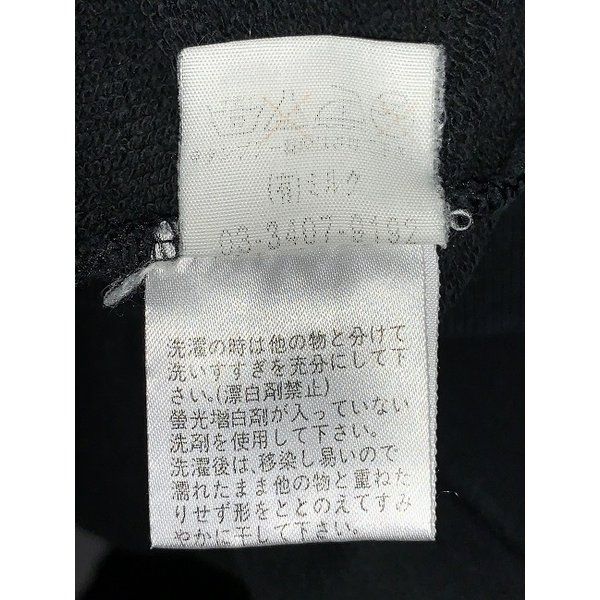 (有)ミルク
03-3407-9192
洗濯の時は他の物と分けて
洗いすすぎを充分にして下
さい。(漂白剤禁止)
螢光増白剤が入っていない
洗剤を使用して下さい。
洗濯後は、移染し易いので
濡れたまま他の物と重ねた
りせず形をととのえてすみ
やかに干して下さい。